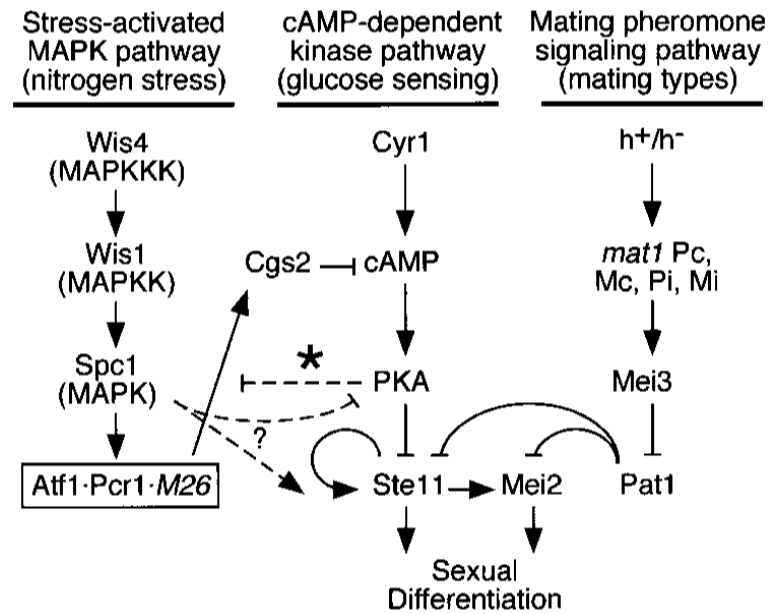 Stress-activated
MAPK pathway
(nitrogen stress)
cAMP-dependent
kinase pathway
(glucose sensing)
Mating pheromone
signaling pathway
(mating types)
Wis4
(MAPKKK)
Cyr1
h+/h-
Wis1
(MAPKK)
Cgs2
cAMP
mat1 Pc,
Mc, Pi, Mi
Spc1
(MAPK)
*
PKA
Mei3
?
Atf1·Pcr1·M26
Ste11
Mei2
Pat1
Sexual
Differentiation